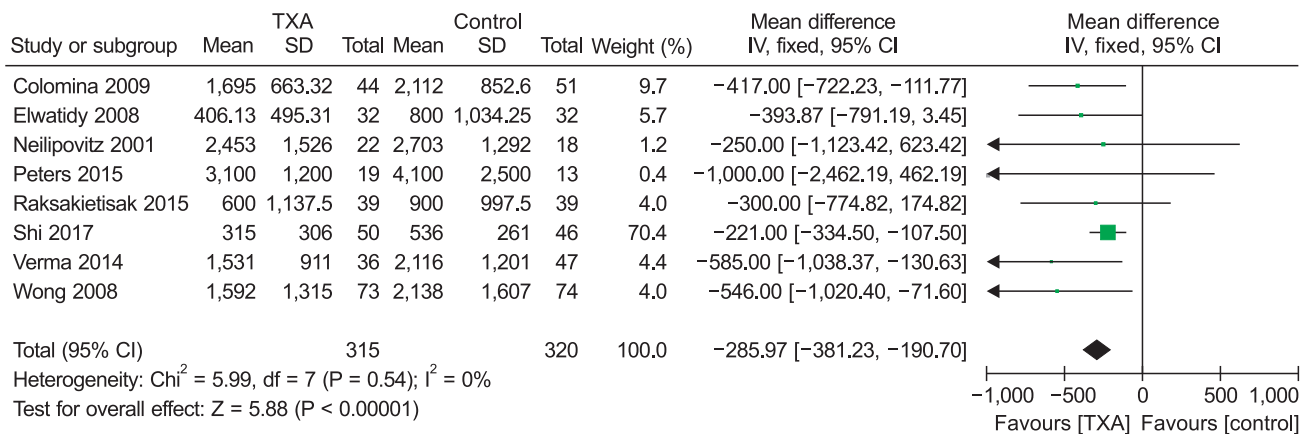 TXA Control Mean difference Mean difference
Study or subgroup Mean SD Total Mean SD Total Weight (%) IV, fixed, 95% CI IV, fixed, 95% CI
Colomina 2009 1,695 663.32 44 2,112 852.6 51 9.7 −417.00 [−722.23, −111.77]
Elwatidy 2008 406.13 495.31 32 800 1,034.25 32 5.7 −393.87 [−791.19, 3.45]
Neilipovitz 2001 2,453 1,526 22 2,703 1,292 18 1.2 −250.00 [−1,123.42, 623.42]
Peters 2015 3,100 1,200 19 4,100 2,500 13 0.4 −1,000.00 [−2,462.19, 462.19]
Raksakietisak 2015 600 1,137.5 39 900 997.5 39 4.0 −300.00 [−774.82, 174.82]
Shi 2017 315 306 50 536 261 46 70.4 −221.00 [−334.50, −107.50]
Verma 2014 1,531 911 36 2,116 1,201 47 4.4 −585.00 [−1,038.37, −130.63]
Wong 2008 1,592 1,315 73 2,138 1,607 74 4.0 −546.00 [−1,020.40, −71.60]
Total (95% CI) 315 320 100.0 −285.97 [−381.23, −190.70]
Heterogeneity: Chi² = 5.99, df = 7 (P = 0.54); I² = 0%
Test for overall effect: Z = 5.88 (P < 0.00001)
−1,000 −500 0 500 1,000
Favours [TXA] Favours [control]